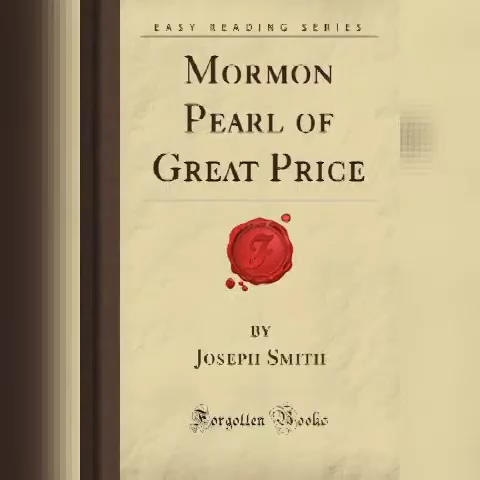 EASY READING SERIES
MORMON
PEARL OF
GREAT PRICE
F
BY
JOSEPH SMITH
Forgotten Books